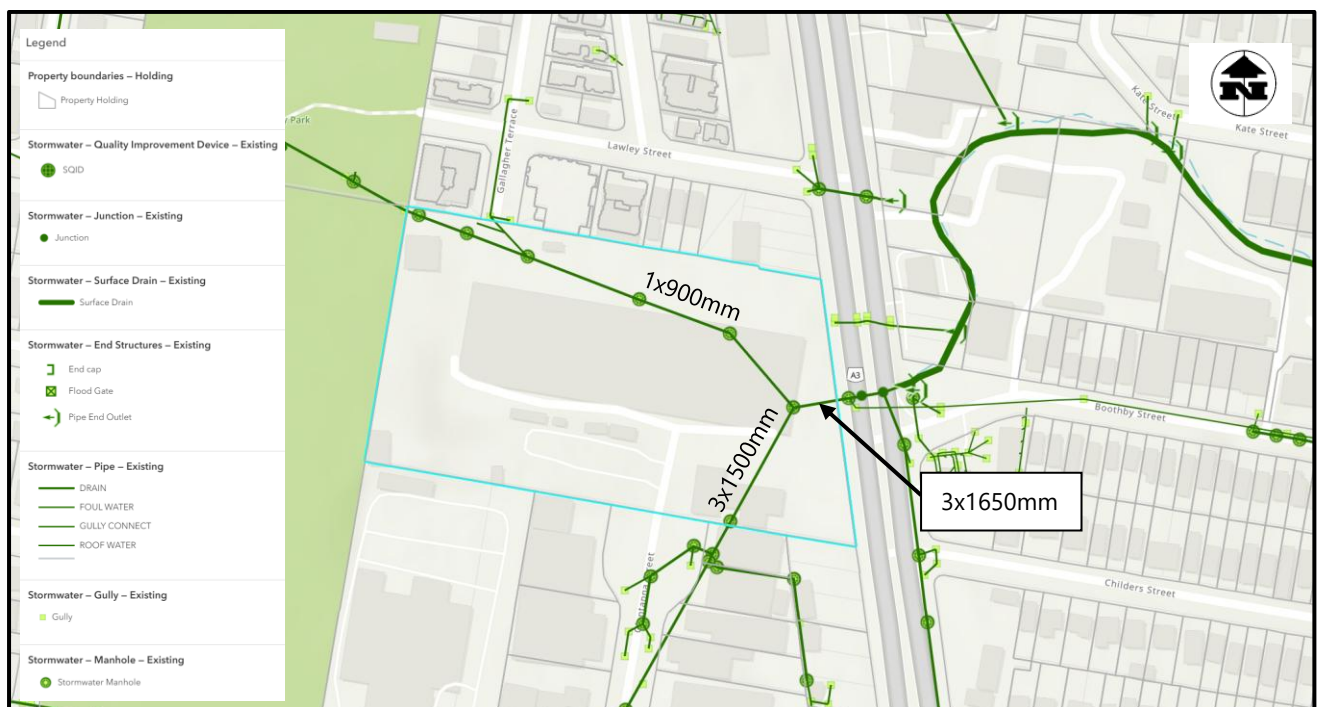 Legend
Property boundaries – Holding
Property Holding
Stormwater – Quality Improvement Device – Existing
SQID
Stormwater – Junction – Existing
Junction
Stormwater – Surface Drain – Existing
Surface Drain
Stormwater – End Structures – Existing
End cap
Flood Gate
Pipe End Outlet
Stormwater – Pipe – Existing
DRAIN
FOUL WATER
GULLY CONNECT
ROOF WATER
Stormwater – Gully – Existing
Gully
Stormwater – Manhole – Existing
Stormwater Manhole
Park
Gallagher Terrace
Lawley Street
Kate Street
Kate Street
N
1x900mm
A3
Boothby Street
3x1500mm
3x1650mm
Street
Childers Street